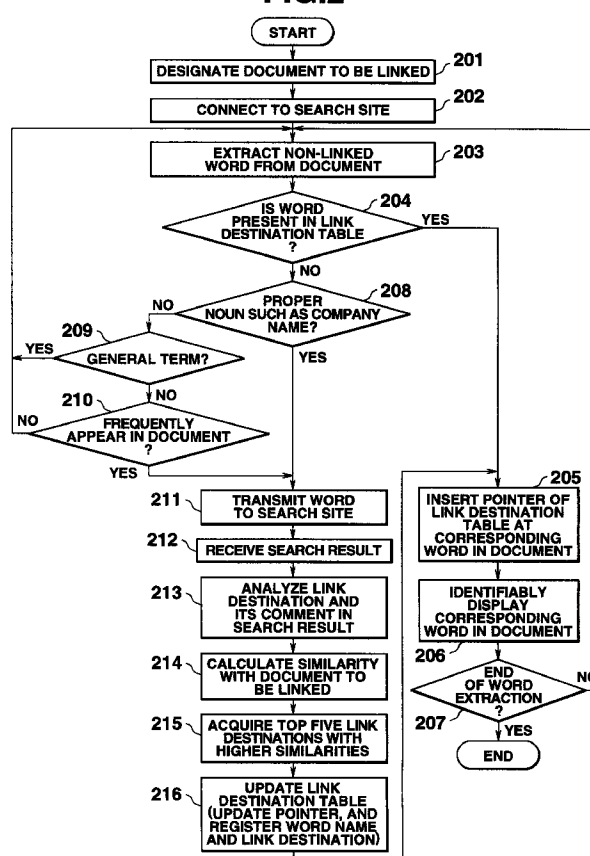 FIG.2
START
DESIGNATE DOCUMENT TO BE LINKED
201
CONNECT TO SEARCH SITE
202
EXTRACT NON-LINKED
WORD FROM DOCUMENT
203
IS WORD
PRESENT IN LINK
DESTINATION TABLE
?
204
YES
NO
PROPER
NOUN SUCH AS COMPANY
NAME?
208
NO
YES
209
GENERAL TERM?
YES
NO
210
FREQUENTLY
APPEAR IN DOCUMENT
?
NO
YES
211
TRANSMIT WORD
TO SEARCH SITE
212
RECEIVE SEARCH RESULT
213
ANALYZE LINK
DESTINATION AND
ITS COMMENT IN
SEARCH RESULT
214
CALCULATE SIMILARITY
WITH DOCUMENT TO
BE LINKED
215
ACQUIRE TOP FIVE LINK
DESTINATIONS WITH
HIGHER SIMILARITIES
216
UPDATE LINK
DESTINATION TABLE
(UPDATE POINTER, AND
REGISTER WORD NAME
AND LINK DESTINATION)
205
INSERT POINTER OF
LINK DESTINATION
TABLE AT
CORRESPONDING
WORD IN DOCUMENT
IDENTIFIABLY
DISPLAY
CORRESPONDING
WORD IN DOCUMENT
206
END
OF WORD
EXTRACTION
?
207
NO
YES
END